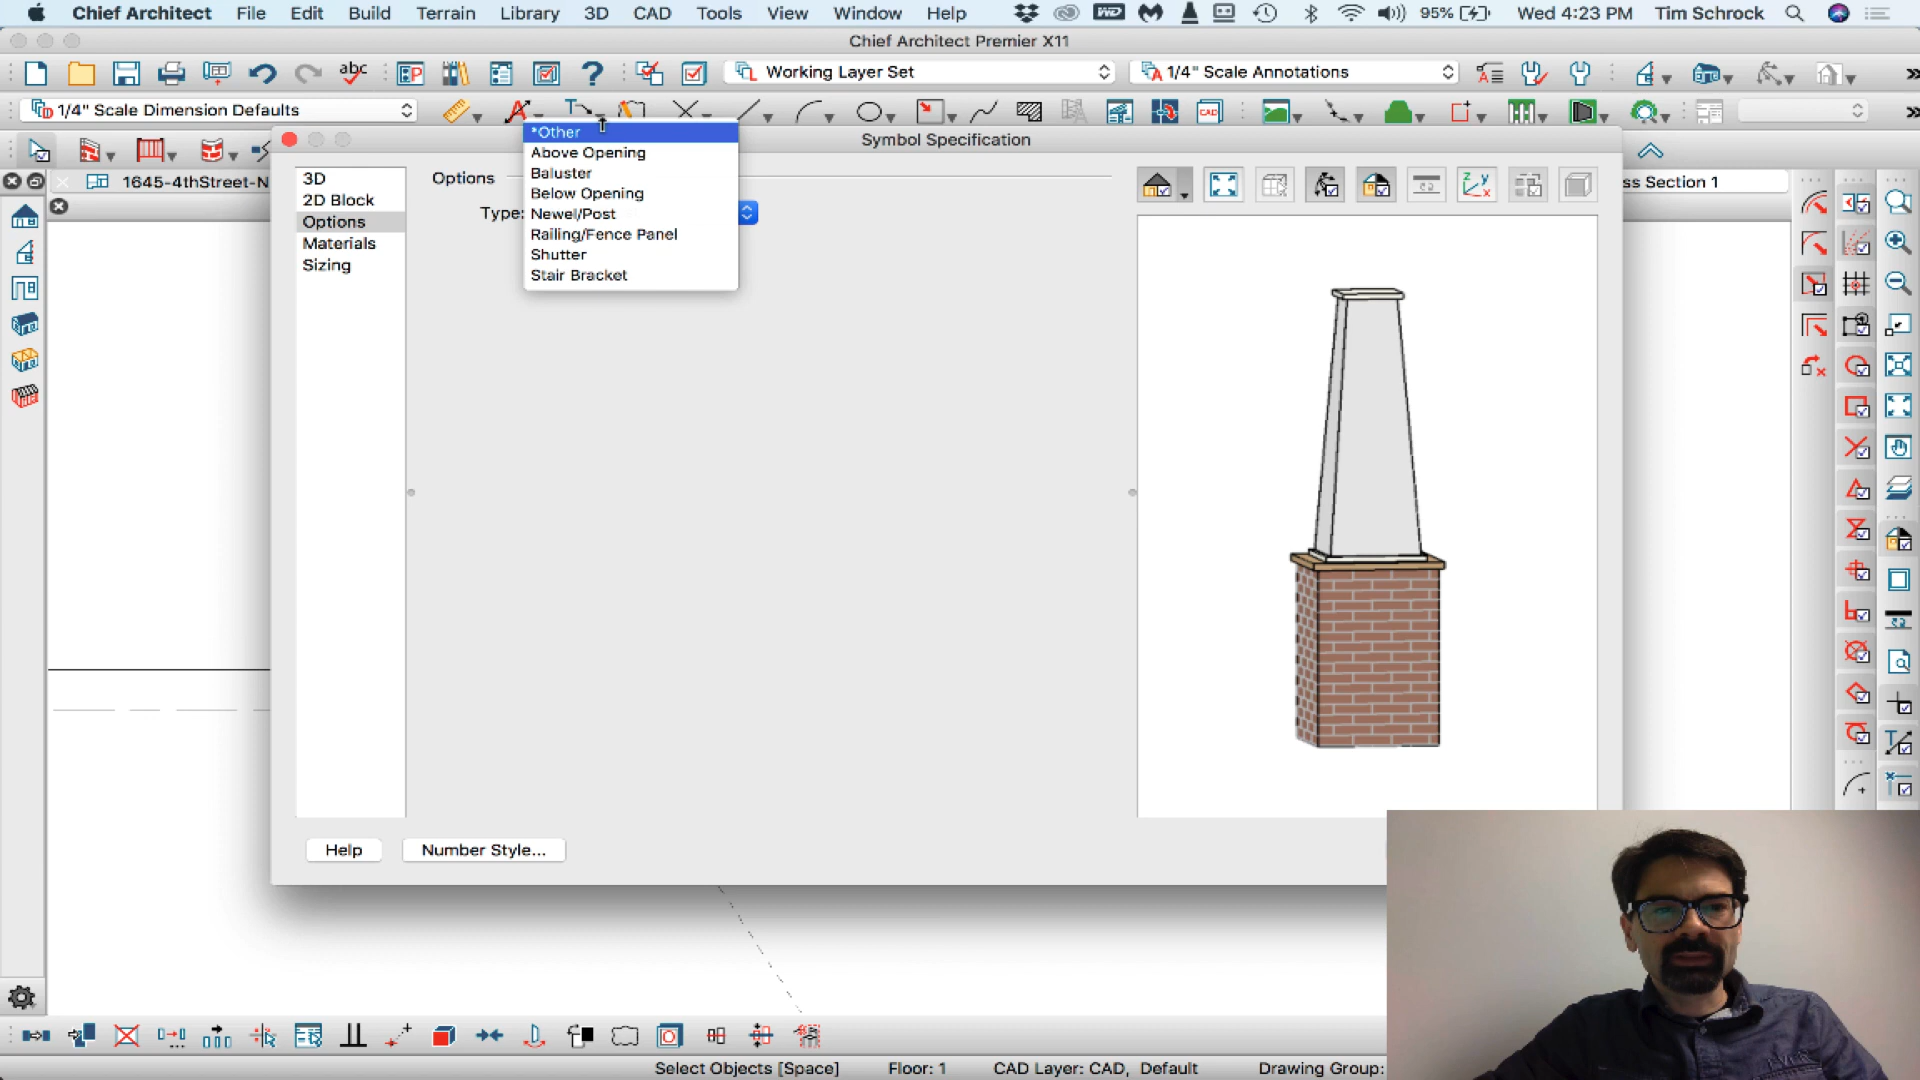 Chief Architect File Edit Build Terrain Library 3D CAD Tools View Window Help 95% Wed 4:23 PM Tim Schrock
Chief Architect Premier X11
abc Working Layer Set 1/4" Scale Annotations
1/4" Scale Dimension Defaults
Symbol Specification
*Other
Above Opening
Baluster
Below Opening
Newel/Post
Railing/Fence Panel
Shutter
Stair Bracket
1645-4thStreet-N
ss Section 1
3D
2D Block
Options
Materials
Sizing
Options
Type:
Help
Number Style...
Select Objects [Space] Floor: 1 CAD Layer: CAD, Default Drawing Group: